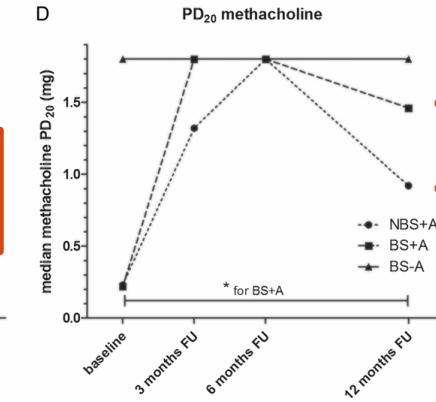 D
PD20 methacholine
median methacholine PD20 (mg)
1.5
1.0
0.5
0.0
NBS+A
BS+A
BS-A
* for BS+A
baseline
3 months FU
6 months FU
12 months FU